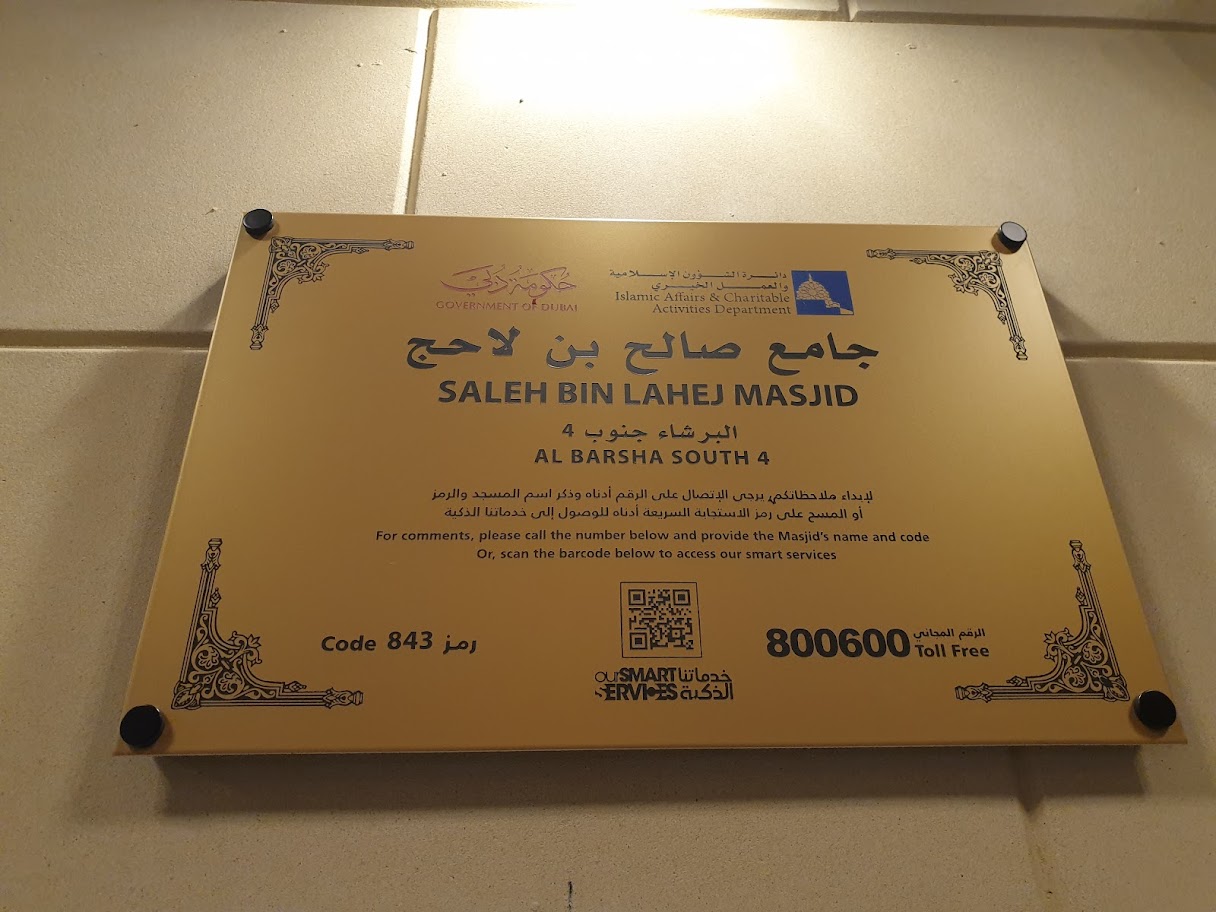 حكومة دبي
GOVERNMENT OF DUBAI
دائرة الشؤون الإسلامية
والعمل الخيري
Islamic Affairs & Charitable
Activities Department
جامع صالح بن لاحج
SALEH BIN LAHEJ MASJID
البرشاء جنوب 4
AL BARSHA SOUTH 4
لإبداء ملاحظاتكم يرجى الإتصال على الرقم أدناه وذكر اسم المسجد والرمز
أو المسح على رمز الاستجابة السريعة أدناه للوصول إلى خدماتنا الذكية
For comments, please call the number below and provide the Masjid's name and code
Or, scan the barcode below to access our smart services
Code 843 رمز
ourSMART خدماتنا
SERVICES الذكية
800600 الرقم المجاني
Toll Free